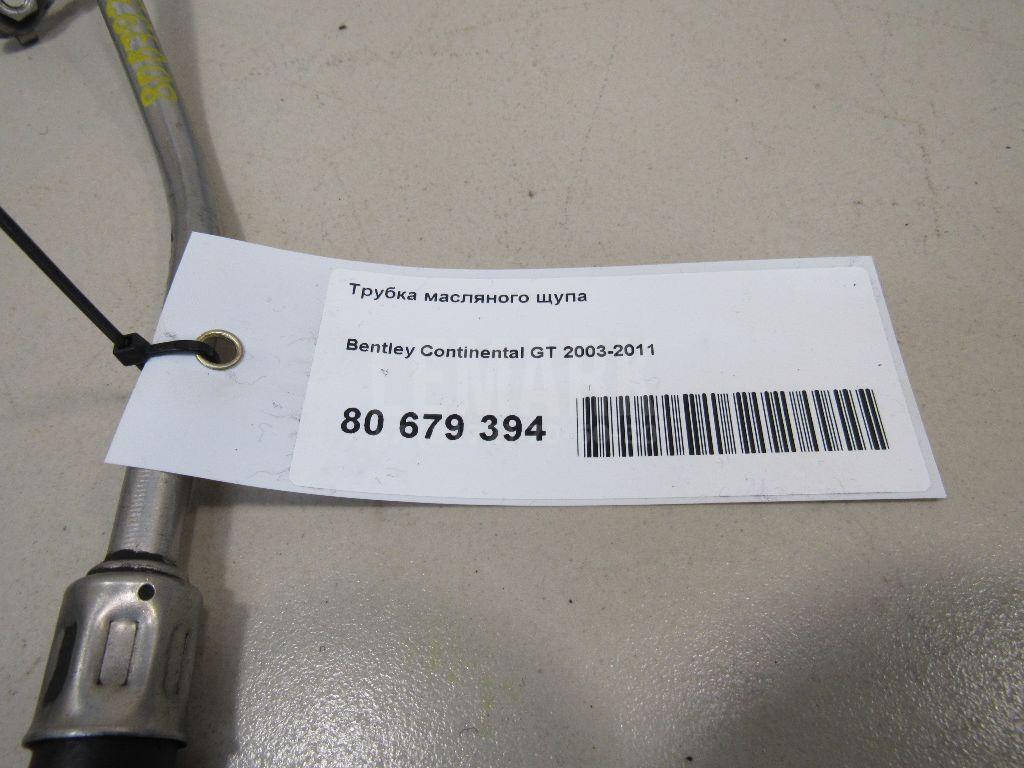 Трубка масляного щупа
Bentley Continental GT 2003-2011
80 679 394